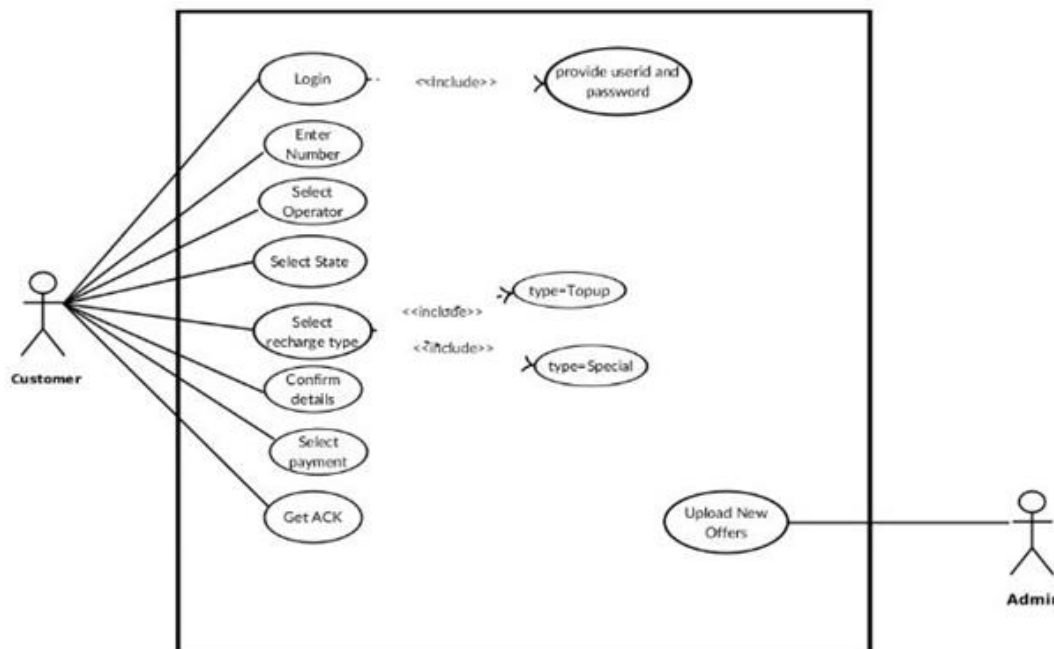 Login
<<Include>>
provide userid and
password
Enter
Number
Select
Operator
Select State
Select
recharge type
<<include>>
type=Topup
<<include>>
type=Special
Customer
Confirm
details
Select
payment
Get ACK
Upload New
Offers
Admin